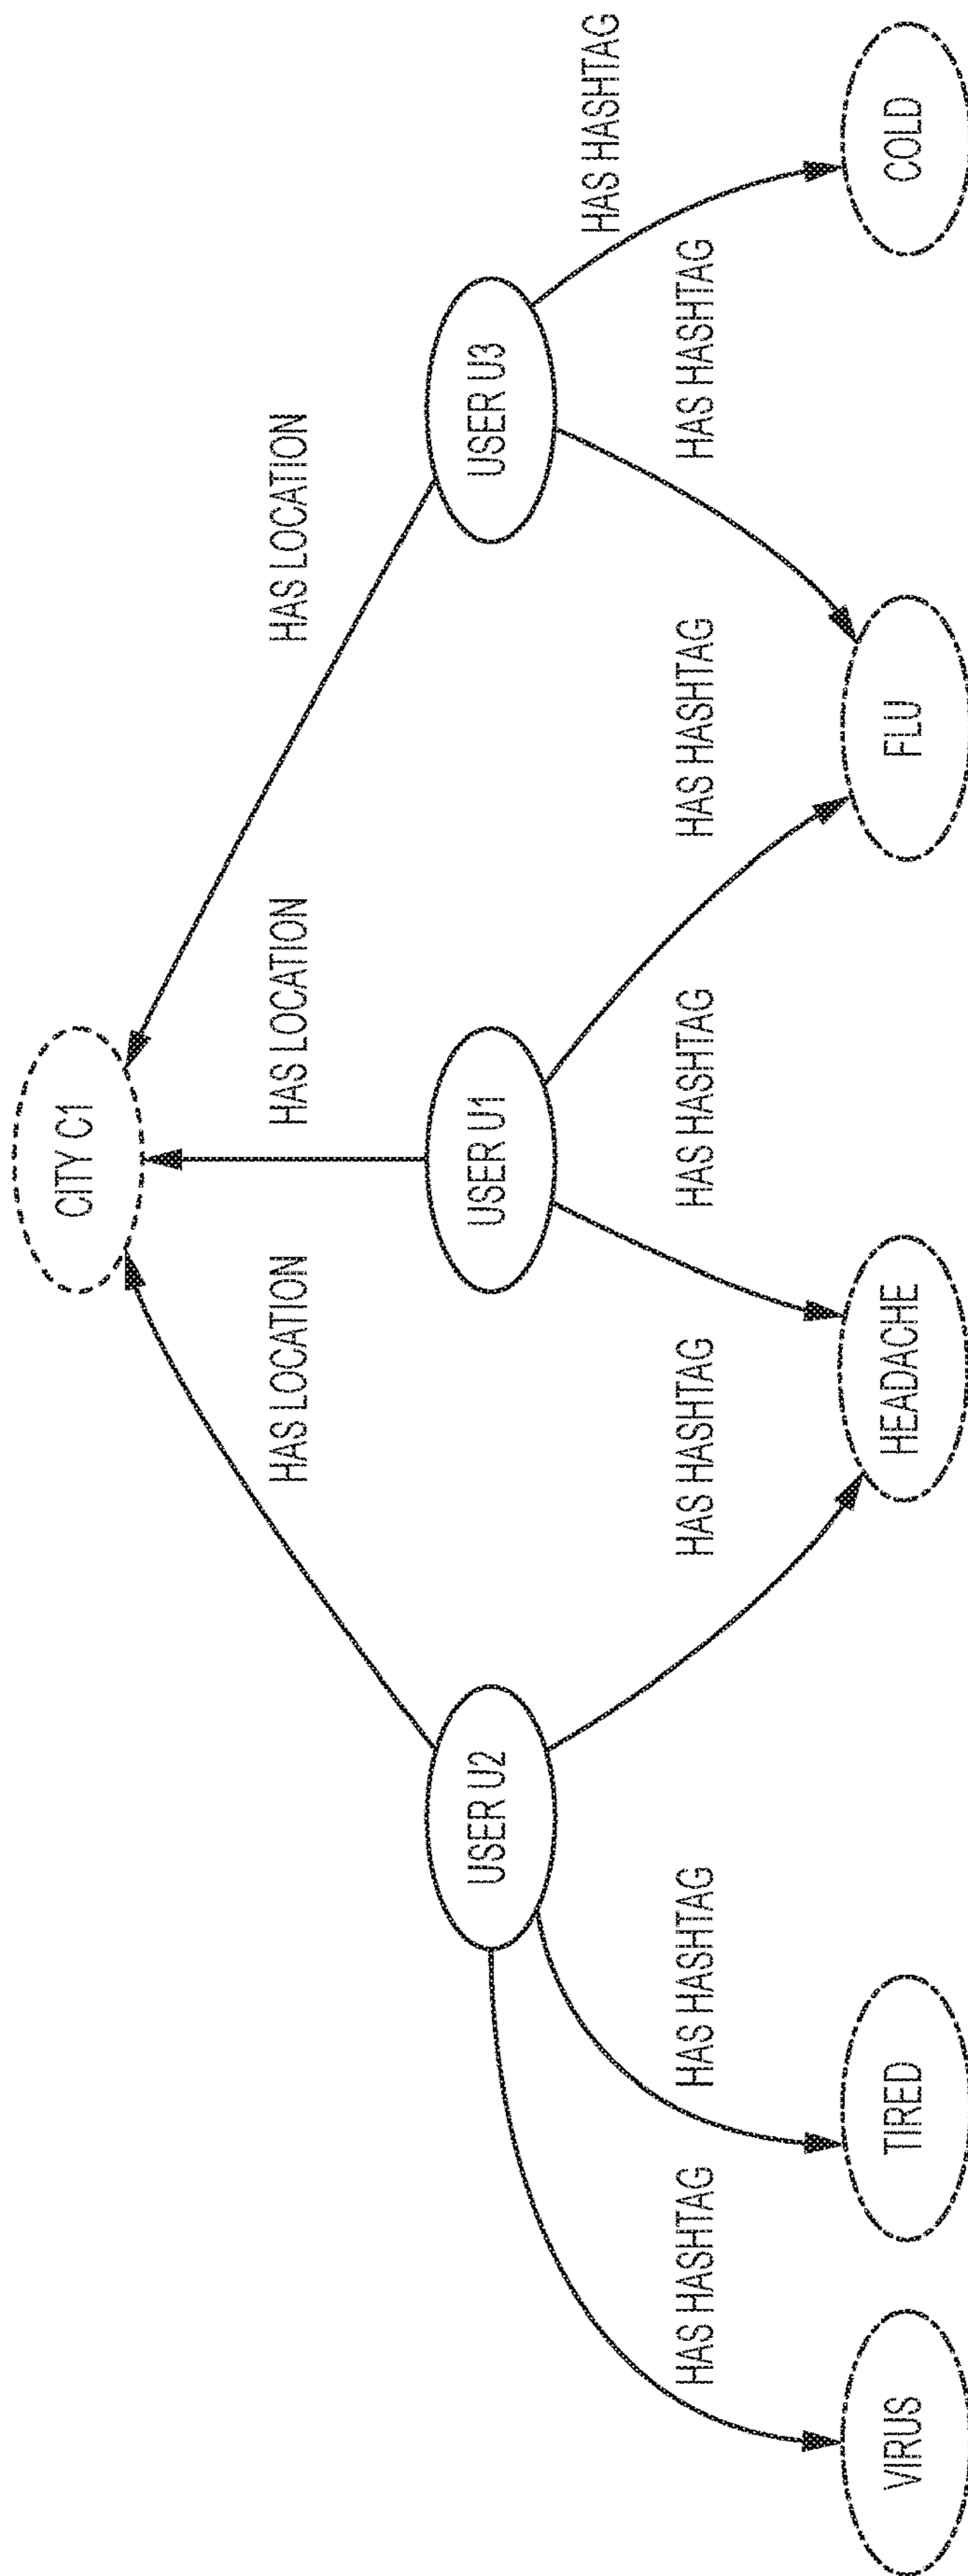 CITY C1
HAS LOCATION
HAS LOCATION
HAS LOCATION
USER U2
USER U1
USER U3
HAS HASHTAG
HAS HASHTAG
HAS HASHTAG
HAS HASHTAG
HAS HASHTAG
HAS HASHTAG
HAS HASHTAG
VIRUS
TIRED
HEADACHE
FLU
COLD